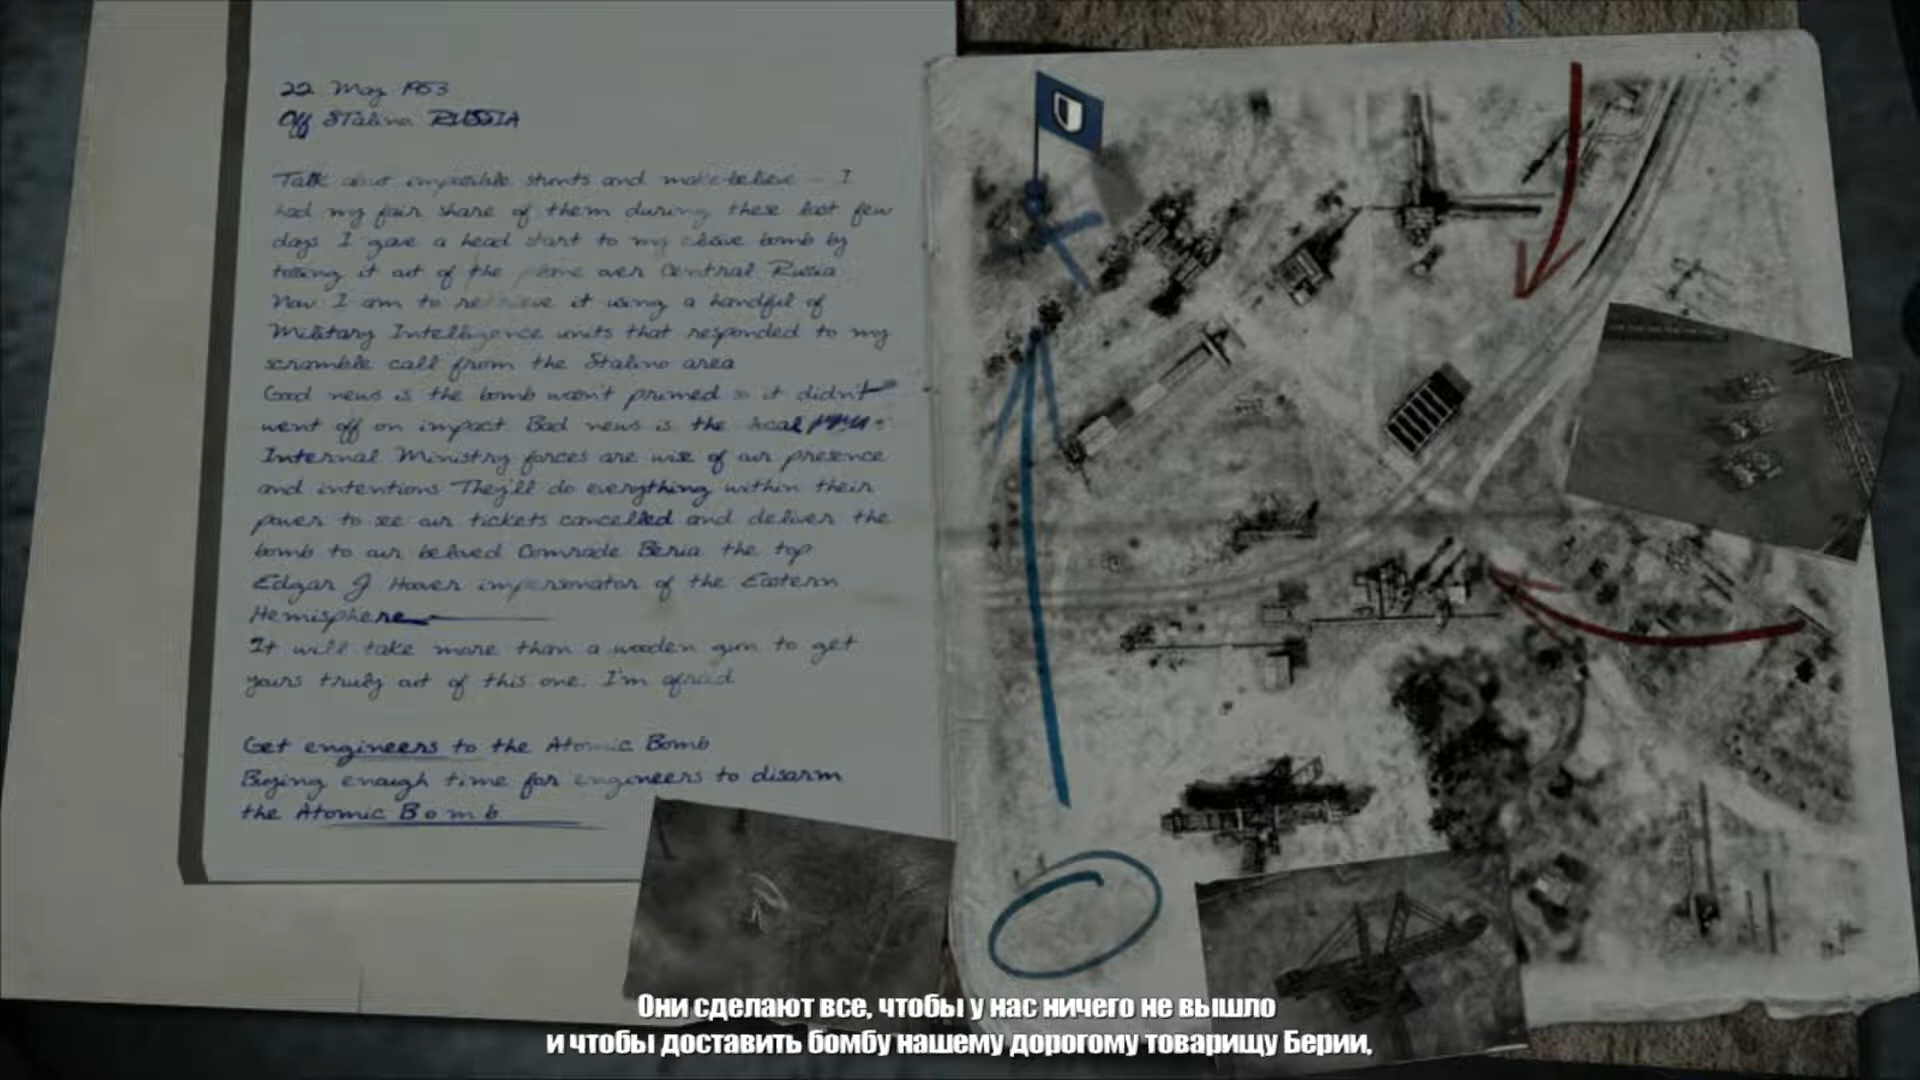 22 May 1953
Off Stalino RUSSIA
Talk about impossible stunts and make-believe – I
had my fair share of them during these last few
days I gave a head start to my above bomb by
tossing it out of the plane over Central Russia
Now I am to retrieve it using a handful of
Military Intelligence units that responded to my
scramble call from the Stalino area
Good news is the bomb wasn't primed so it didn't
went off on impact Bad news is the local
Internal Ministry forces are wise of our presence
and intentions They'll do everything within their
power to see our tickets cancelled and deliver the
bomb to our beloved Comrade Beria the top
Edgar J Hoover impersonator of the Eastern
Hemisphere
It will take more than a wooden gun to get
yours truly out of this one. I'm afraid
Get engineers to the Atomic Bomb
Buying enough time for engineers to disarm
the Atomic Bomb
Они сделают все, чтобы у нас ничего не вышло
и чтобы доставить бомбу нашему дорогому товарищу Берии,